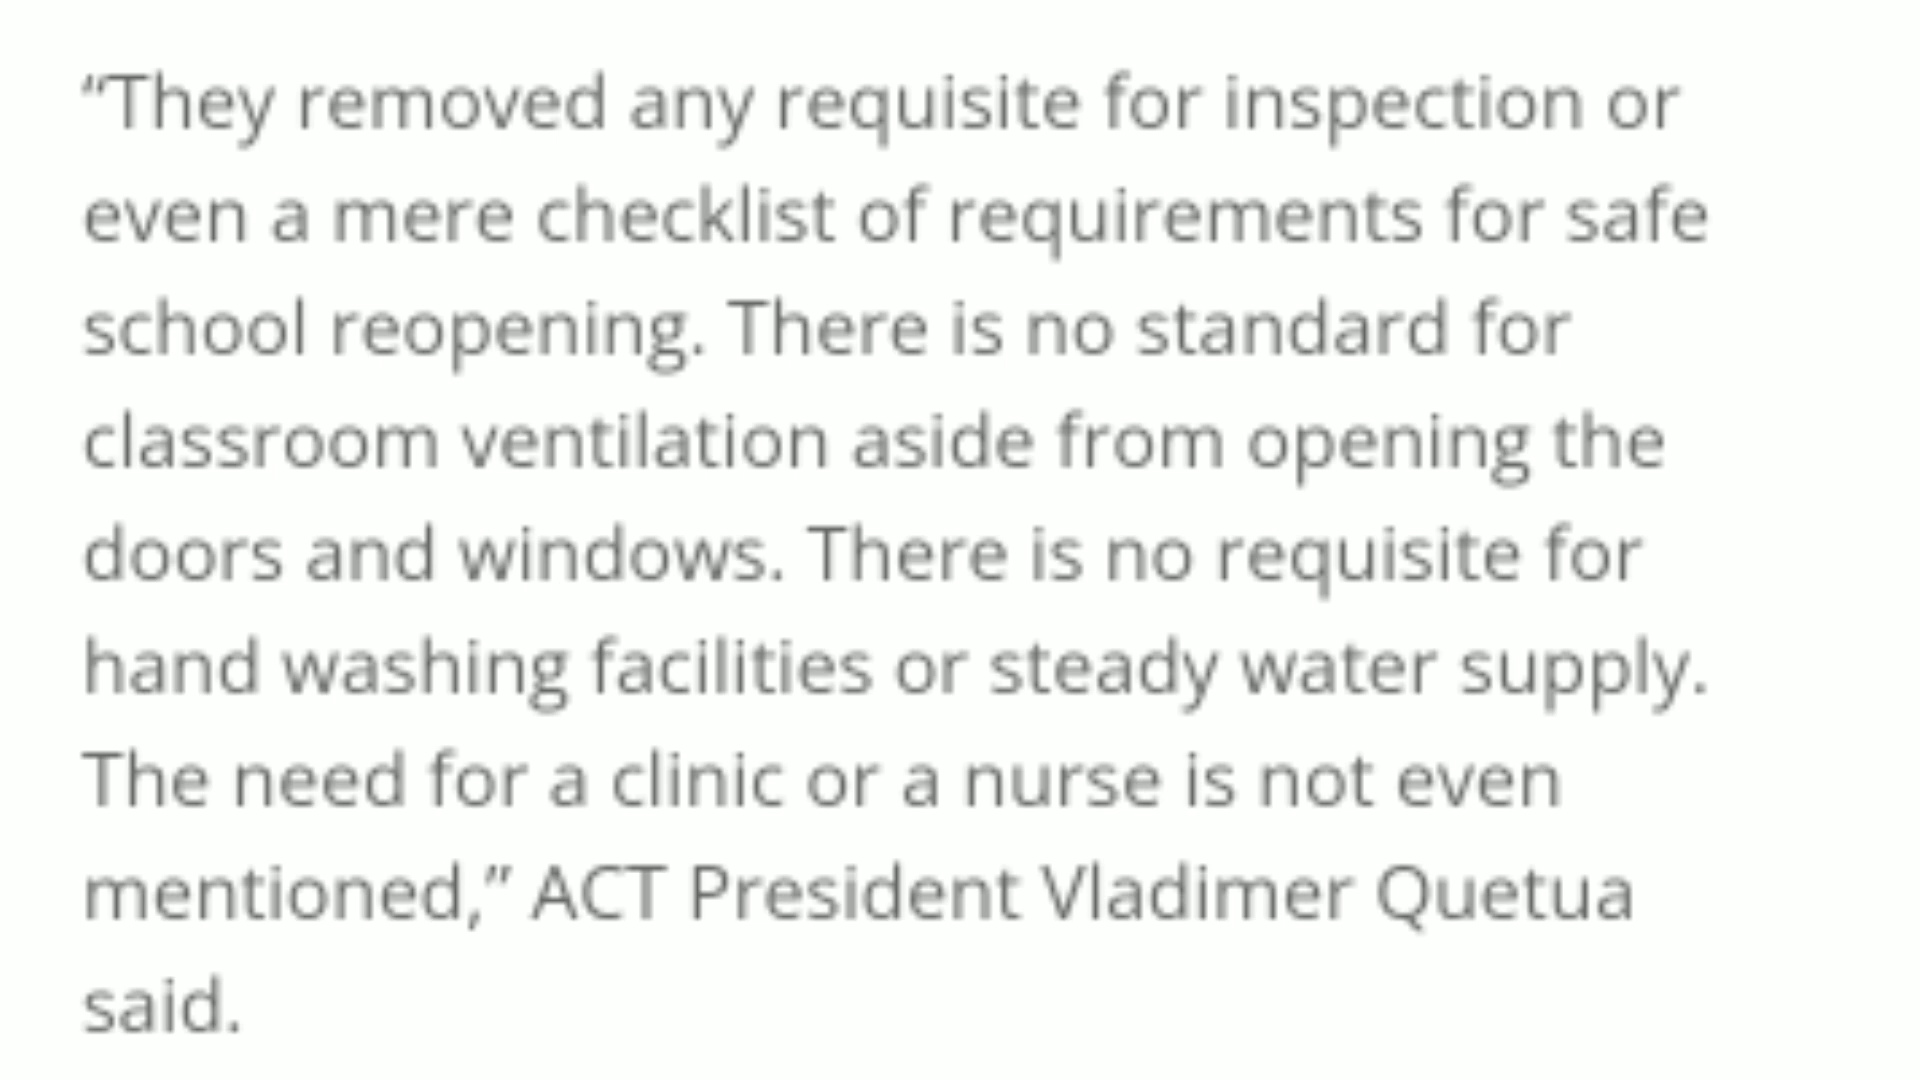 “They removed any requisite for inspection or
even a mere checklist of requirements for safe
school reopening. There is no standard for
classroom ventilation aside from opening the
doors and windows. There is no requisite for
hand washing facilities or steady water supply.
The need for a clinic or a nurse is not even
mentioned,” ACT President Vladimer Quetua
said.